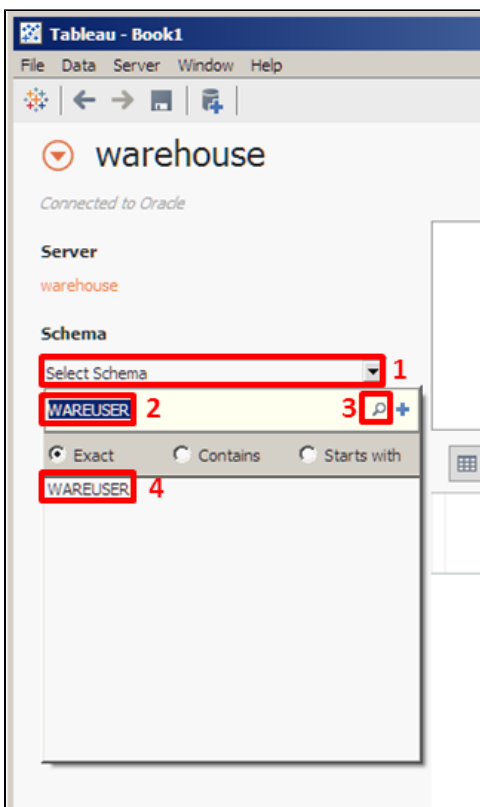 Tableau - Book1
File Data Server Window Help
warehouse
Connected to Oracle
Server
warehouse
Schema
Select Schema 1
WAREUSER 2 3
Exact Contains Starts with
WAREUSER 4